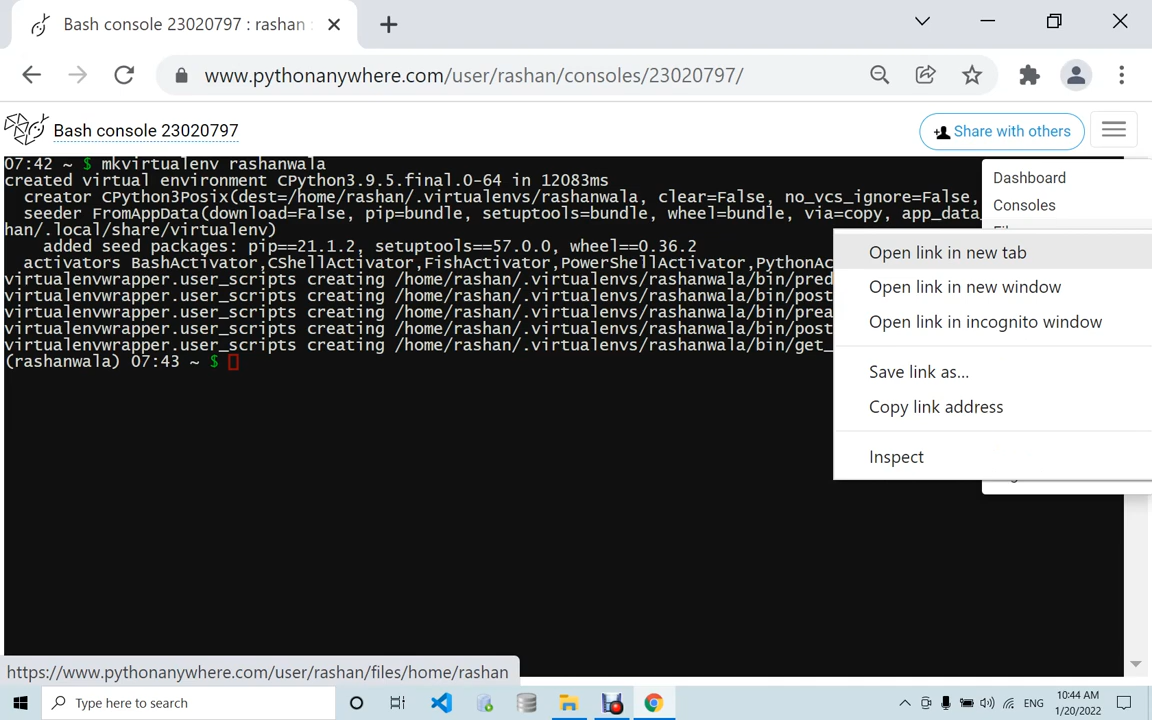 Bash console 23020797 : rashan
www.pythonanywhere.com/user/rashan/consoles/23020797/
Bash console 23020797
Share with others
07:42 ~ $ mkvirtualenv rashanwala
created virtual environment CPython3.9.5.final.0-64 in 12083ms
creator CPython3Posix(dest=/home/rashan/.virtualenvs/rashanwala, clear=False, no_vcs_ignore=False,
seeder FromAppData(download=False, pip=bundle, setuptools=bundle, wheel=bundle, via=copy, app_data
han/.local/share/virtualenv)
added seed packages: pip==21.1.2, setuptools==57.0.0, wheel==0.36.2
activators BashActivator,CShellActivator,FishActivator,PowerShellActivator,PythonAc
virtualenvwrapper.user_scripts creating /home/rashan/.virtualenvs/rashanwala/bin/pred
virtualenvwrapper.user_scripts creating /home/rashan/.virtualenvs/rashanwala/bin/post
virtualenvwrapper.user_scripts creating /home/rashan/.virtualenvs/rashanwala/bin/prea
virtualenvwrapper.user_scripts creating /home/rashan/.virtualenvs/rashanwala/bin/post
virtualenvwrapper.user_scripts creating /home/rashan/.virtualenvs/rashanwala/bin/get_
(rashanwala) 07:43 ~ $
Dashboard
Consoles
Open link in new tab
Open link in new window
Open link in incognito window
Save link as...
Copy link address
Inspect
https://www.pythonanywhere.com/user/rashan/files/home/rashan
Type here to search
ENG
10:44 AM
1/20/2022